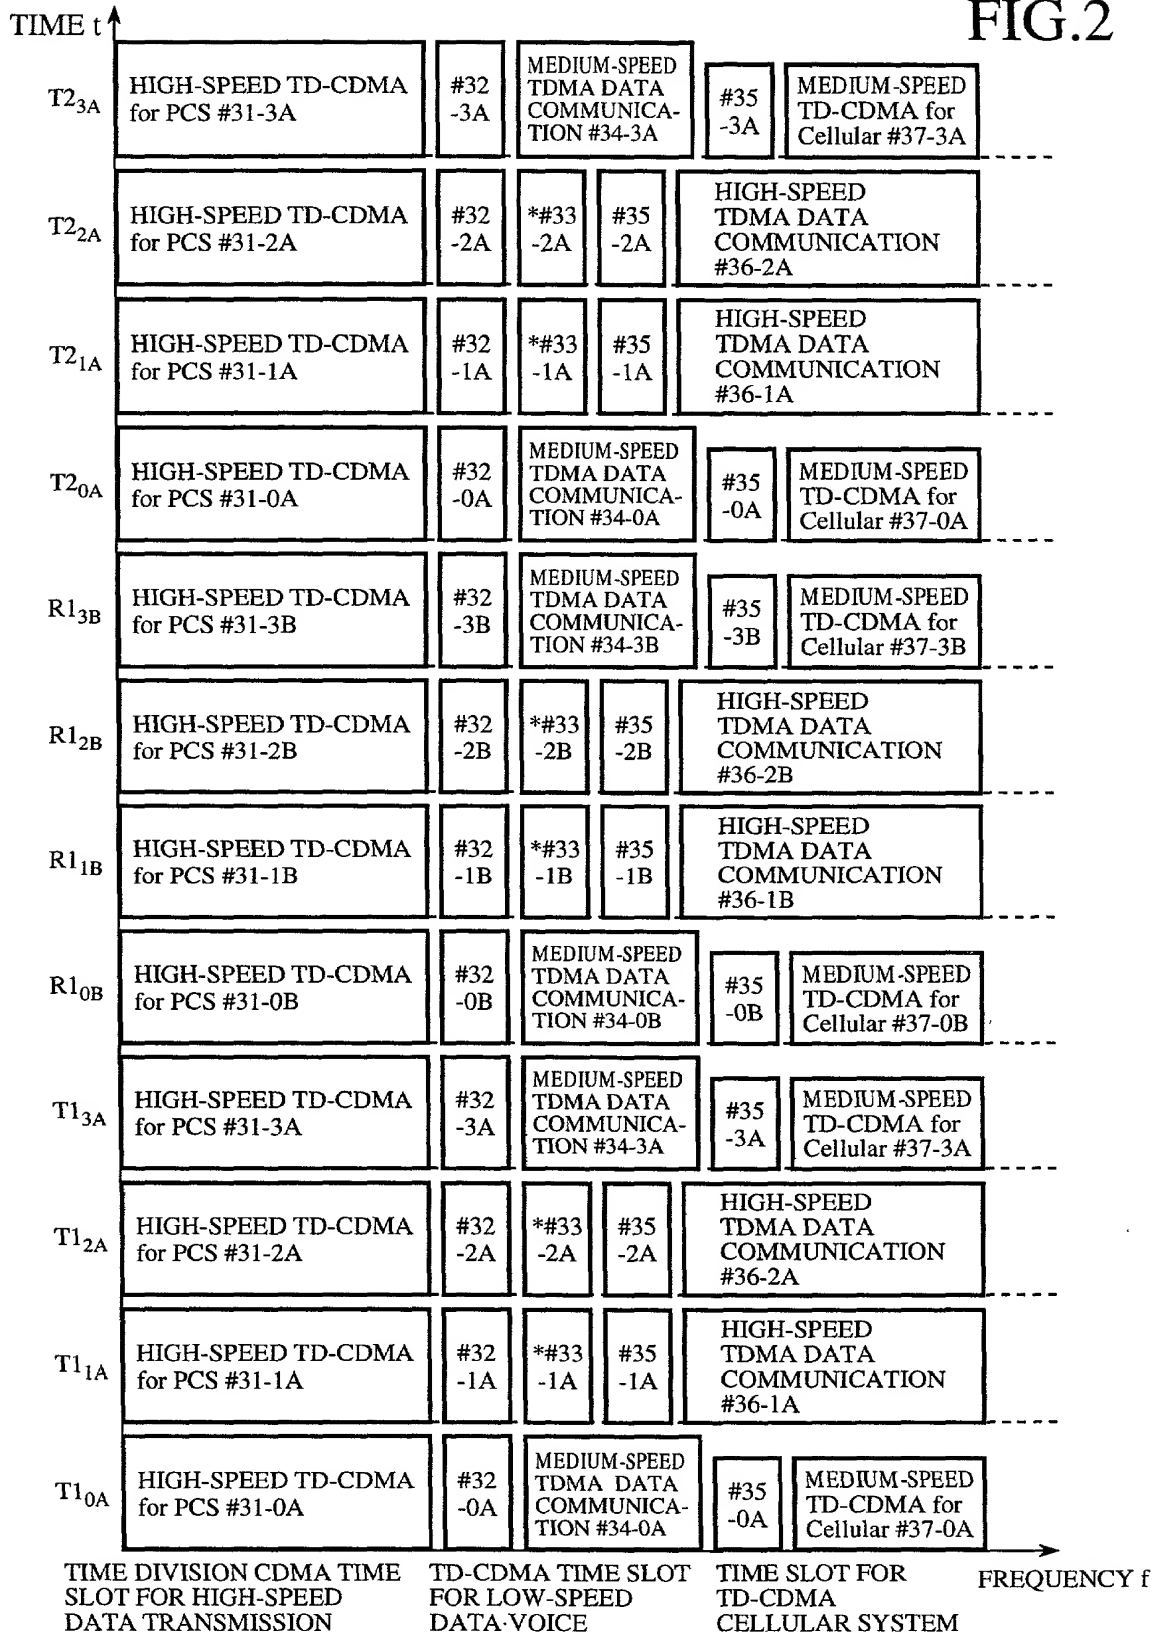 FIG.2
TIME t
T2₃A
HIGH-SPEED TD-CDMA
for PCS #31-3A
#32
-3A
MEDIUM-SPEED
TDMA DATA
COMMUNICA-
TION #34-3A
#35
-3A
MEDIUM-SPEED
TD-CDMA for
Cellular #37-3A
T2₂A
HIGH-SPEED TD-CDMA
for PCS #31-2A
#32
-2A
*#33
-2A
#35
-2A
HIGH-SPEED
TDMA DATA
COMMUNICATION
#36-2A
T2₁A
HIGH-SPEED TD-CDMA
for PCS #31-1A
#32
-1A
*#33
-1A
#35
-1A
HIGH-SPEED
TDMA DATA
COMMUNICATION
#36-1A
T2₀A
HIGH-SPEED TD-CDMA
for PCS #31-0A
#32
-0A
MEDIUM-SPEED
TDMA DATA
COMMUNICA-
TION #34-0A
#35
-0A
MEDIUM-SPEED
TD-CDMA for
Cellular #37-0A
R1₃B
HIGH-SPEED TD-CDMA
for PCS #31-3B
#32
-3B
MEDIUM-SPEED
TDMA DATA
COMMUNICA-
TION #34-3B
#35
-3B
MEDIUM-SPEED
TD-CDMA for
Cellular #37-3B
R1₂B
HIGH-SPEED TD-CDMA
for PCS #31-2B
#32
-2B
*#33
-2B
#35
-2B
HIGH-SPEED
TDMA DATA
COMMUNICATION
#36-2B
R1₁B
HIGH-SPEED TD-CDMA
for PCS #31-1B
#32
-1B
*#33
-1B
#35
-1B
HIGH-SPEED
TDMA DATA
COMMUNICATION
#36-1B
R1₀B
HIGH-SPEED TD-CDMA
for PCS #31-0B
#32
-0B
MEDIUM-SPEED
TDMA DATA
COMMUNICA-
TION #34-0B
#35
-0B
MEDIUM-SPEED
TD-CDMA for
Cellular #37-0B
T1₃A
HIGH-SPEED TD-CDMA
for PCS #31-3A
#32
-3A
MEDIUM-SPEED
TDMA DATA
COMMUNICA-
TION #34-3A
#35
-3A
MEDIUM-SPEED
TD-CDMA for
Cellular #37-3A
T1₂A
HIGH-SPEED TD-CDMA
for PCS #31-2A
#32
-2A
*#33
-2A
#35
-2A
HIGH-SPEED
TDMA DATA
COMMUNICATION
#36-2A
T1₁A
HIGH-SPEED TD-CDMA
for PCS #31-1A
#32
-1A
*#33
-1A
#35
-1A
HIGH-SPEED
TDMA DATA
COMMUNICATION
#36-1A
T1₀A
HIGH-SPEED TD-CDMA
for PCS #31-0A
#32
-0A
MEDIUM-SPEED
TDMA DATA
COMMUNICA-
TION #34-0A
#35
-0A
MEDIUM-SPEED
TD-CDMA for
Cellular #37-0A
TIME DIVISION CDMA TIME
SLOT FOR HIGH-SPEED
DATA TRANSMISSION
TD-CDMA TIME SLOT
FOR LOW-SPEED
DATA·VOICE
TIME SLOT FOR
TD-CDMA
CELLULAR SYSTEM
FREQUENCY f